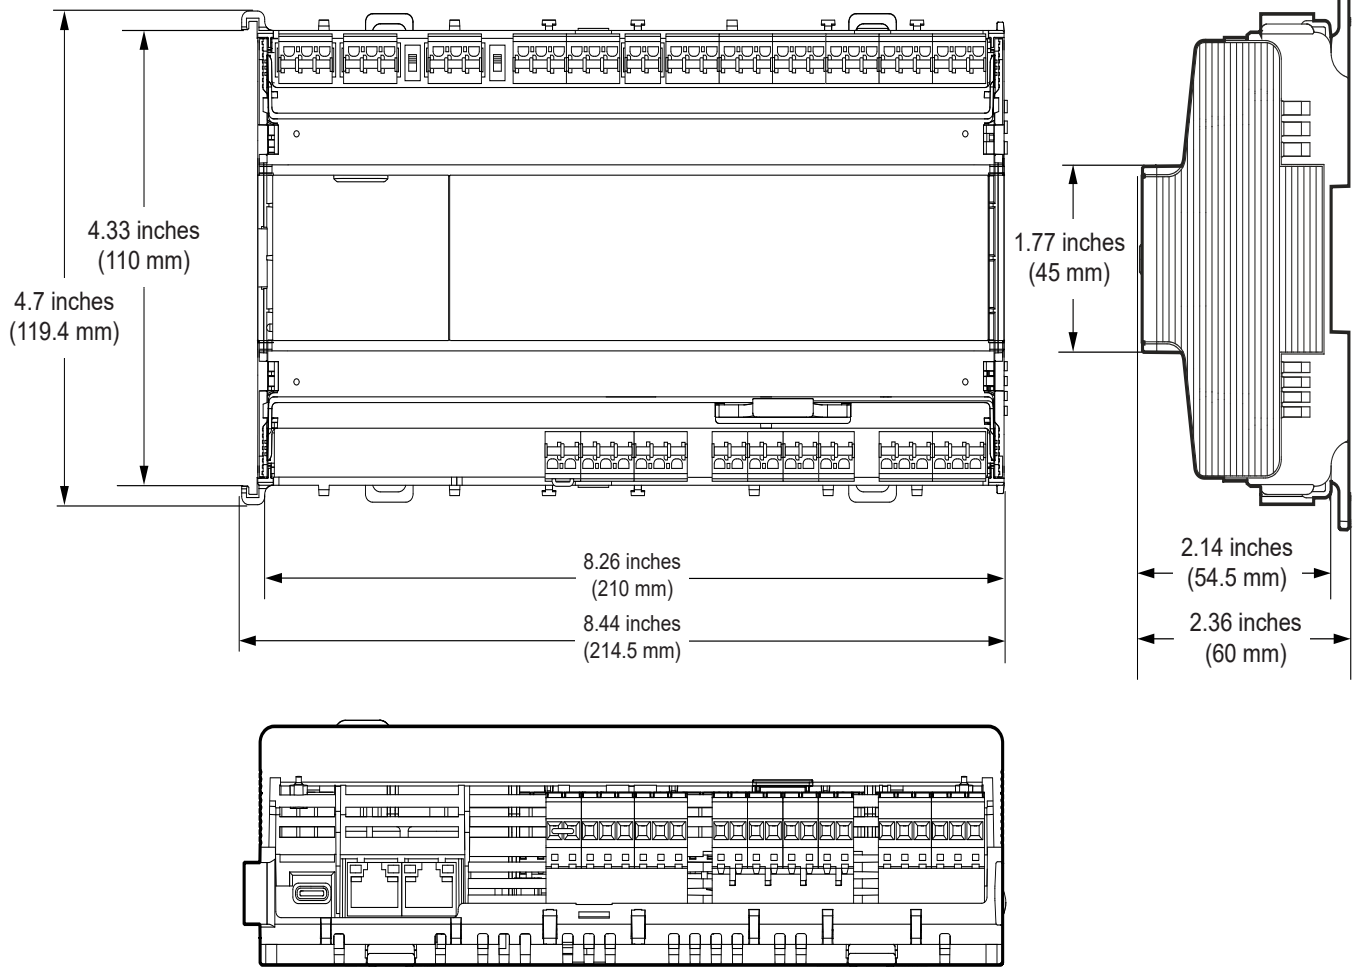 4.33 inches
(110 mm)
4.7 inches
(119.4 mm)
1.77 inches
(45 mm)
8.26 inches
(210 mm)
8.44 inches
(214.5 mm)
2.14 inches
(54.5 mm)
2.36 inches
(60 mm)